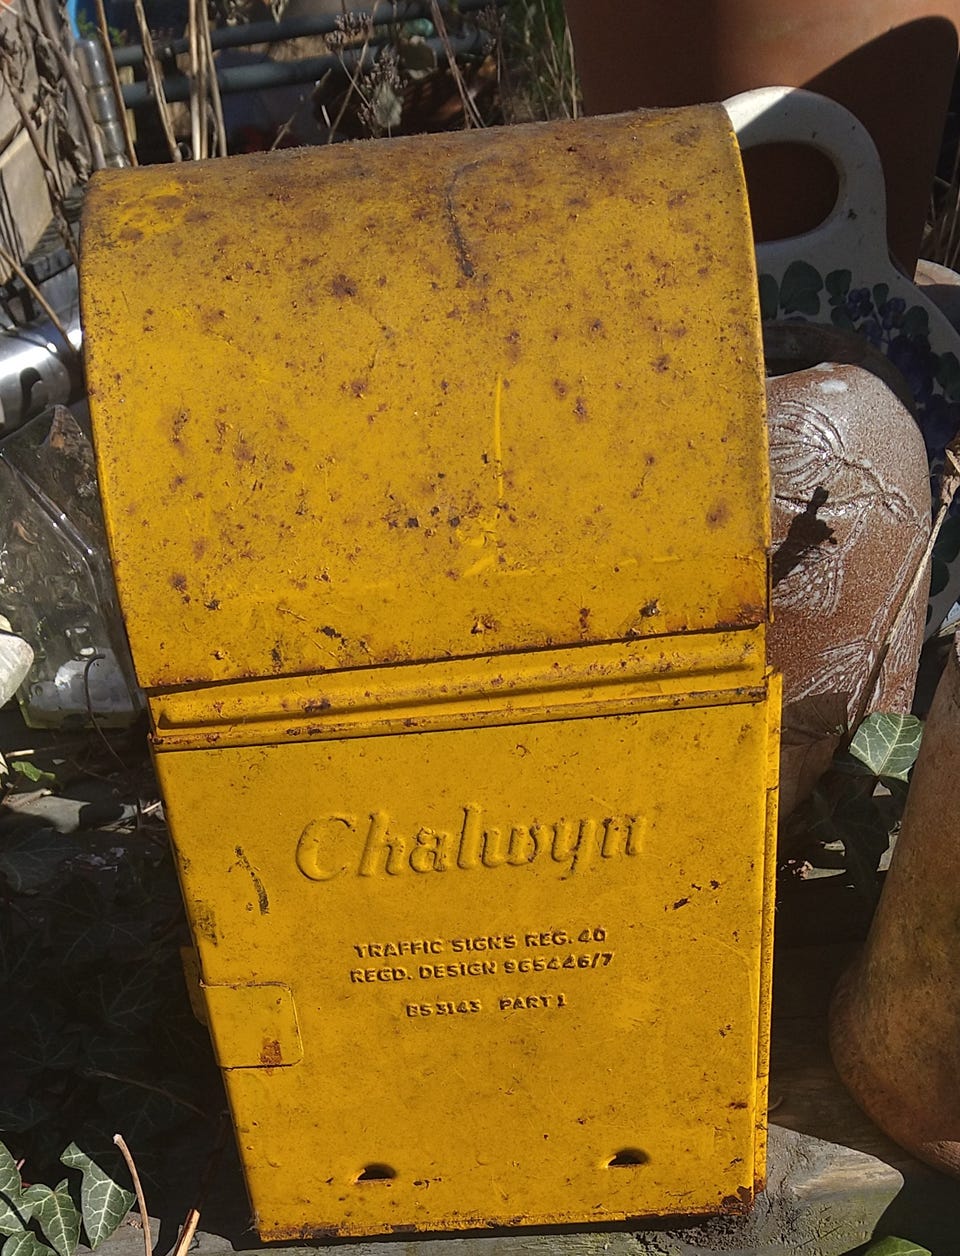 Chalwyn
TRAFFIC SIGNS REG. 40
REGD. DESIGN 965446/7
BS 3143 PART 1